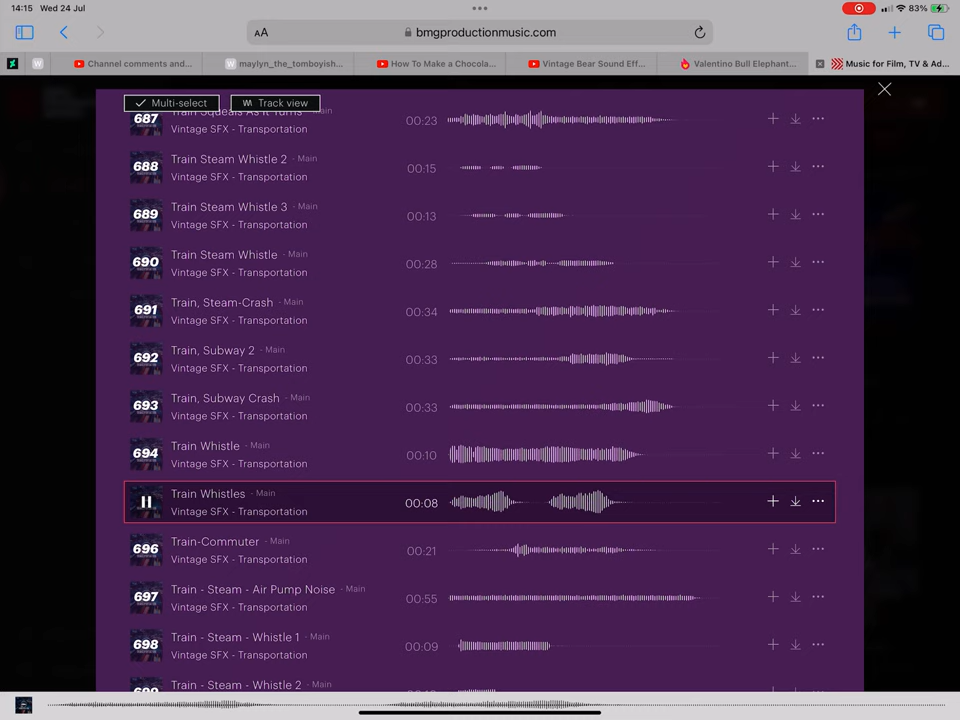 14:15 Wed 24 Jul
83%
AA
bmgproductionmusic.com
W
Channel comments and...
W
maylyn_the_tomboyish...
How To Make a Chocola...
Vintage Bear Sound Eff...
Valentino Bull Elephant...
Music for Film, TV & Ad...
Multi-select
Track view
687
Train Squeals As It Turns - Main
Vintage SFX - Transportation
00:23
688
Train Steam Whistle 2 - Main
Vintage SFX - Transportation
00:15
689
Train Steam Whistle 3 - Main
Vintage SFX - Transportation
00:13
690
Train Steam Whistle - Main
Vintage SFX - Transportation
00:28
691
Train, Steam-Crash - Main
Vintage SFX - Transportation
00:34
692
Train, Subway 2 - Main
Vintage SFX - Transportation
00:33
693
Train, Subway Crash - Main
Vintage SFX - Transportation
00:33
694
Train Whistle - Main
Vintage SFX - Transportation
00:10
Train Whistles - Main
Vintage SFX - Transportation
00:08
696
Train-Commuter - Main
Vintage SFX - Transportation
00:21
697
Train - Steam - Air Pump Noise - Main
Vintage SFX - Transportation
00:55
698
Train - Steam - Whistle 1 - Main
Vintage SFX - Transportation
00:09
Train - Steam - Whistle 2 - Main